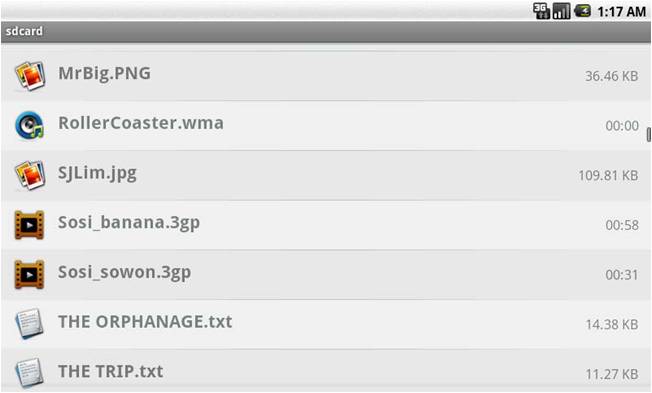 3G 1:17 AM
sdcard
MrBig.PNG 36.46 KB
RollerCoaster.wma 00:00
SJLim.jpg 109.81 KB
Sosi_banana.3gp 00:58
Sosi_sowon.3gp 00:31
THE ORPHANAGE.txt 14.38 KB
THE TRIP.txt 11.27 KB